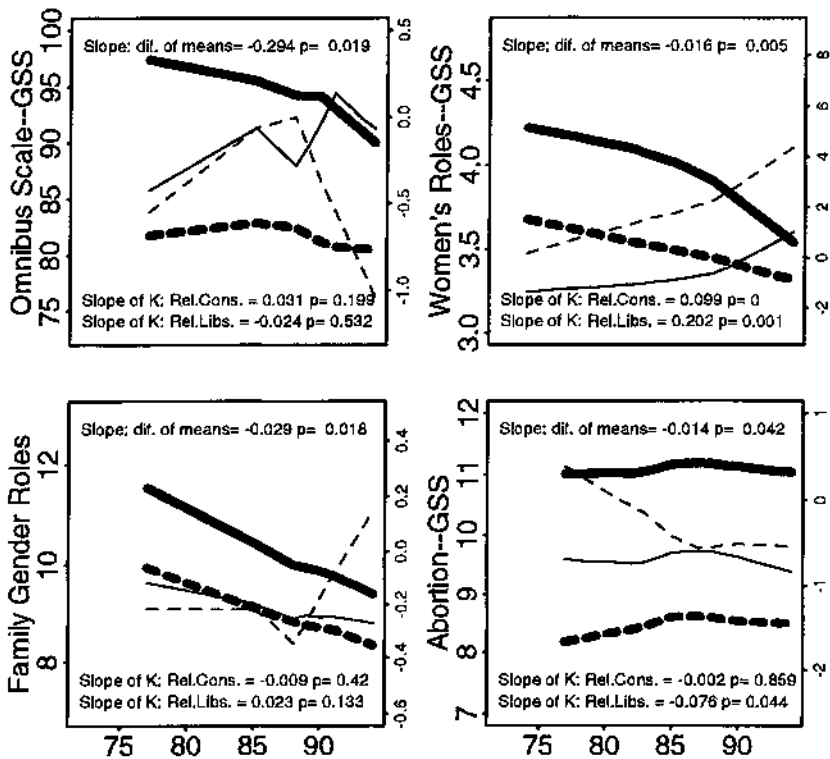 Omnibus Scale--GSS
100
95
90
85
80
75
Slope: dif. of means= -0.294 p= 0.019
Slope of K: Rel.Cons. = 0.031 p= 0.199
Slope of K: Rel.Libs. = -0.024 p= 0.532
0.5
0.0
-0.5
-1.0
Women's Roles--GSS
4.5
4.0
3.5
3.0
Slope: dif. of means= -0.016 p= 0.005
Slope of K: Rel.Cons. = 0.099 p= 0
Slope of K: Rel.Libs. = 0.202 p= 0.001
8
6
4
2
0
-2
Family Gender Roles
12
10
8
Slope: dif. of means= -0.029 p= 0.018
Slope of K: Rel.Cons. = -0.009 p= 0.42
Slope of K: Rel.Libs. = 0.023 p= 0.133
0.4
0.2
0.0
-0.2
-0.4
-0.6
75 80 85 90
Abortion--GSS
12
11
10
9
8
7
Slope: dif. of means= -0.014 p= 0.042
Slope of K: Rel.Cons. = -0.002 p= 0.859
Slope of K: Rel.Libs. = -0.076 p= 0.044
1
0
-1
-2
75 80 85 90